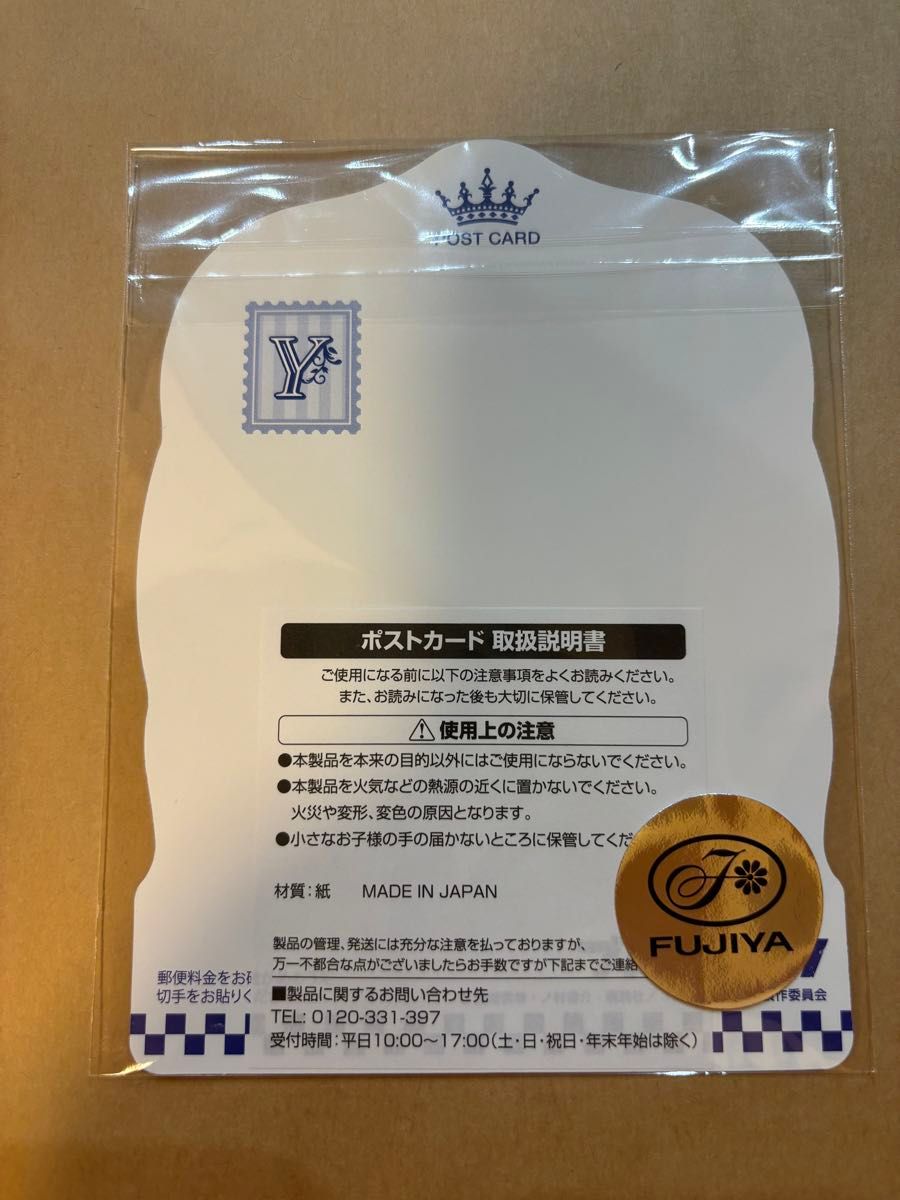 POST CARD
Y
ポストカード 取扱説明書
ご使用になる前に以下の注意事項をよくお読みください。
また、お読みになった後も大切に保管してください。
使用上の注意
●本製品を本来の目的以外にはご使用にならないでください。
●本製品を火気などの熱源の近くに置かないでください。
火災や変形、変色の原因となります。
●小さなお子様の手の届かないところに保管してくだ
材質:紙 MADE IN JAPAN
FUJIYA
製品の管理、発送には充分な注意を払っておりますが、
万一不都合な点がございましたらお手数ですが下記までご連絡
郵便料金をお
切手をお貼りく
作委員会
■製品に関するお問い合わせ先
TEL: 0120-331-397
受付時間:平日10:00~17:00(土・日・祝日・年末年始は除く)